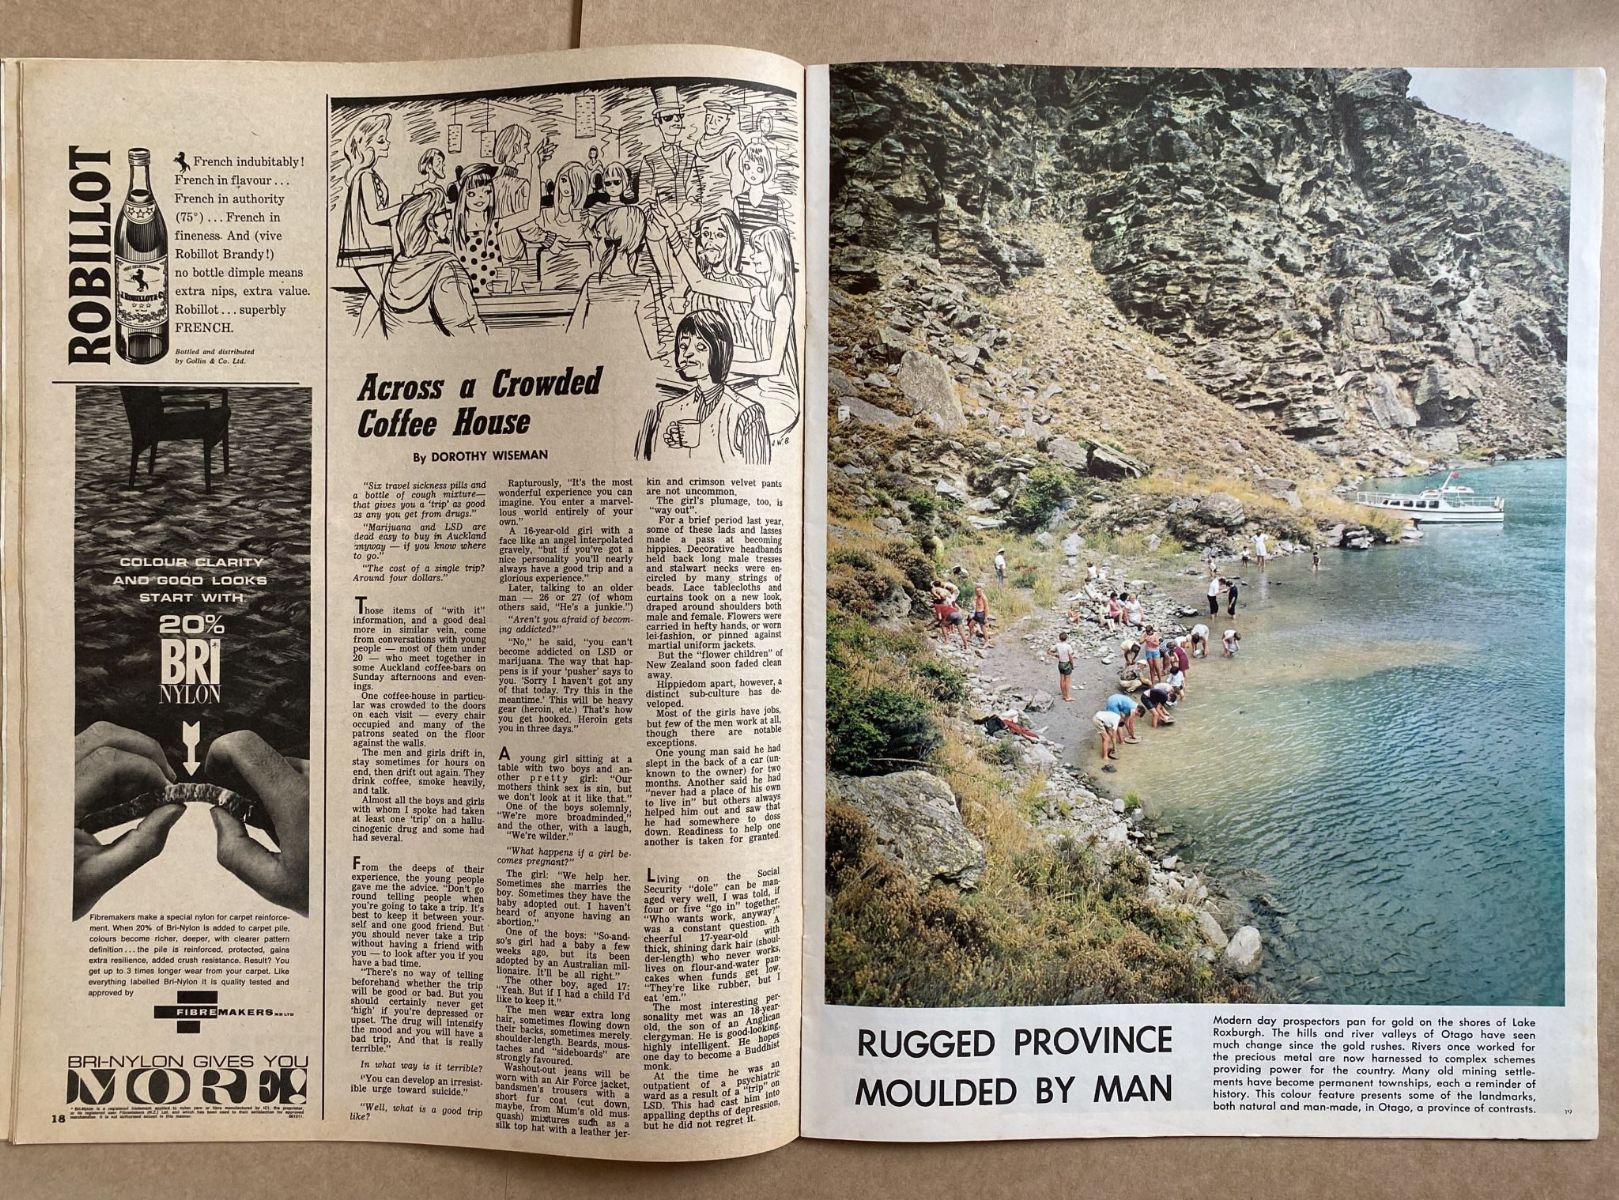 ROBILLOT
French indubitably!
French in flavour . . .
French in authority
(75°) . . . French in
fineness. And (vive
Robillot Brandy!)
no bottle dimple means
extra nips, extra value.
Robillot . . . superbly
FRENCH.
Bottled and distributed
by Gollin & Co. Ltd.
COLOUR CLARITY
AND GOOD LOOKS
START WITH
20%
BRI
NYLON
Fibremakers make a special nylon for carpet reinforce-
ment. When 20% of Bri-Nylon is added to carpet pile,
colours become richer, deeper, with clearer pattern
definition . . . the pile is reinforced, protected, gains
extra resilience, added crush resistance. Result? You
get up to 3 times longer wear from your carpet. Like
everything labelled Bri-Nylon it is quality tested and
approved by
FIBREMAKERS N.Z LTD
BRI-NYLON GIVES YOU
MORE!
18
J.W.B.
Across a Crowded
Coffee House
By DOROTHY WISEMAN
"Six travel sickness pills and
a bottle of cough mixture—
that gives you a 'trip' as good
as any you get from drugs."
"Marijuana and LSD are
dead easy to buy in Auckland
anyway — if you know where
to go."
"The cost of a single trip?
Around four dollars."
Those items of "with it"
information, and a good deal
more in similar vein, come
from conversations with young
people — most of them under
20 — who meet together in
some Auckland coffee-bars on
Sunday afternoons and even-
ings.
One coffee-house in particu-
lar was crowded to the doors
on each visit — every chair
occupied and many of the
patrons seated on the floor
against the walls.
The men and girls drift in,
stay sometimes for hours on
end, then drift out again. They
drink coffee, smoke heavily,
and talk.
Almost all the boys and girls
with whom I spoke had taken
at least one 'trip' on a hallu-
cinogenic drug and some had
had several.
From the deeps of their
experience, the young people
gave me the advice. "Don't go
round telling people when
you're going to take a trip. It's
best to keep it between your-
self and one good friend. But
you should never take a trip
without having a friend with
you — to look after you if you
have a bad time.
"There's no way of telling
beforehand whether the trip
will be good or bad. But you
should certainly never get
'high' if you're depressed or
upset. The drug will intensify
the mood and you will have a
bad trip. And that is really
terrible."
In what way is it terrible?
"You can develop an irresist-
ible urge toward suicide."
"Well, what is a good trip
like?
Rapturously, "It's the most
wonderful experience you can
imagine. You enter a marvel-
lous world entirely of your
own."
A 16-year-old girl with a
face like an angel interpolated
gravely, "but if you've got a
nice personality you'll nearly
always have a good trip and a
glorious experience."
Later, talking to an older
man — 26 or 27 (of whom
others said, "He's a junkie.")
"Aren't you afraid of becom-
ing addicted?"
"No," he said, "you can't
become addicted on LSD or
marijuana. The way that hap-
pens is if your 'pusher' says to
you. 'Sorry I haven't got any
of that today. Try this in the
meantime.' This will be heavy
gear (heroin, etc.) That's how
you get hooked. Heroin gets
you in three days."
A young girl sitting at a
table with two boys and an-
other pretty girl: "Our
mothers think sex is sin, but
we don't look at it like that."
One of the boys solemnly,
"We're more broadminded,"
and the other, with a laugh,
"We're wilder."
"What happens if a girl be-
comes pregnant?"
The girl: "We help her.
Sometimes she marries the
boy. Sometimes they have the
baby adopted out. I haven't
heard of anyone having an
abortion."
One of the boys: "So-and-
so's girl had a baby a few
weeks ago, but its been
adopted by an Australian mil-
lionaire. It'll be all right."
The other boy, aged 17:
"Yeah. But if I had a child I'd
like to keep it."
The men wear extra long
hair, sometimes flowing down
their backs, sometimes merely
shoulder-length. Beards, mous-
taches and "sideboards" are
strongly favoured.
Washout-out jeans will be
worn with an Air Force jacket,
bandsmen's trousers with a
short fur coat (cut down,
maybe, from Mum's old mus-
quash) mixtures such as a
silk top hat with a leather jer-
kin and crimson velvet pants
are not uncommon.
The girl's plumage, too, is
"way out".
For a brief period last year,
some of these lads and lasses
made a pass at becoming
hippies. Decorative headbands
held back long male tresses
and stalwart necks were en-
circled by many strings of
beads. Lace tablecloths and
curtains took on a new look,
draped around shoulders both
male and female. Flowers were
carried in hefty hands, or worn
lei-fashion, or pinned against
martial uniform jackets.
But the "flower children" of
New Zealand soon faded clean
away.
Hippiedom apart, however, a
distinct sub-culture has de-
veloped.
Most of the girls have jobs,
but few of the men work at all,
though there are notable
exceptions.
One young man said he had
slept in the back of a car (un-
known to the owner) for two
months. Another said he had
"never had a place of his own
to live in" but others always
helped him out and saw that
he had somewhere to doss
down. Readiness to help one
another is taken for granted.
Living on the Social
Security "dole" can be man-
aged very well, I was told, if
four or five "go in" together.
"Who wants work, anyway?"
was a constant question. A
cheerful 17-year-old with
thick, shining dark hair (shoul-
der-length) who never works,
lives on flour-and-water pan-
cakes when funds get low.
"They're like rubber, but I
eat 'em."
The most interesting per-
sonality met was an 18-year-
old, the son of an Anglican
clergyman. He is good-looking,
highly intelligent. He hopes
one day to become a Buddhist
monk.
At the time he was an
outpatient of a psychiatric
ward as a result of a "trip" on
LSD. This had cast him into
appalling depths of depression,
but he did not regret it.
RUGGED PROVINCE
MOULDED BY MAN
Modern day prospectors pan for gold on the shores of Lake
Roxburgh. The hills and river valleys of Otago have seen
much change since the gold rushes. Rivers once worked for
the precious metal are now harnessed to complex schemes
providing power for the country. Many old mining settle-
ments have become permanent townships, each a reminder of
history. This colour feature presents some of the landmarks,
both natural and man-made, in Otago, a province of contrasts.
19